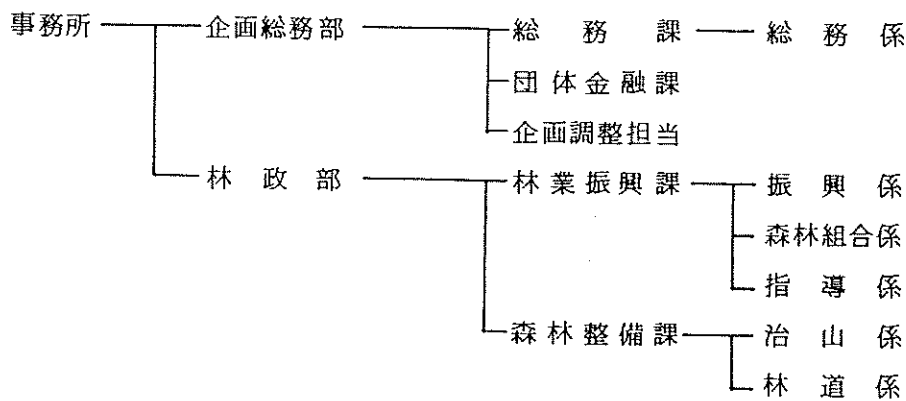 事務所 企画総務部 総務課 総務係
団体金融課
企画調整担当
林政部 林業振興課 振興係
森林組合係
指導係
森林整備課 治山係
林道係